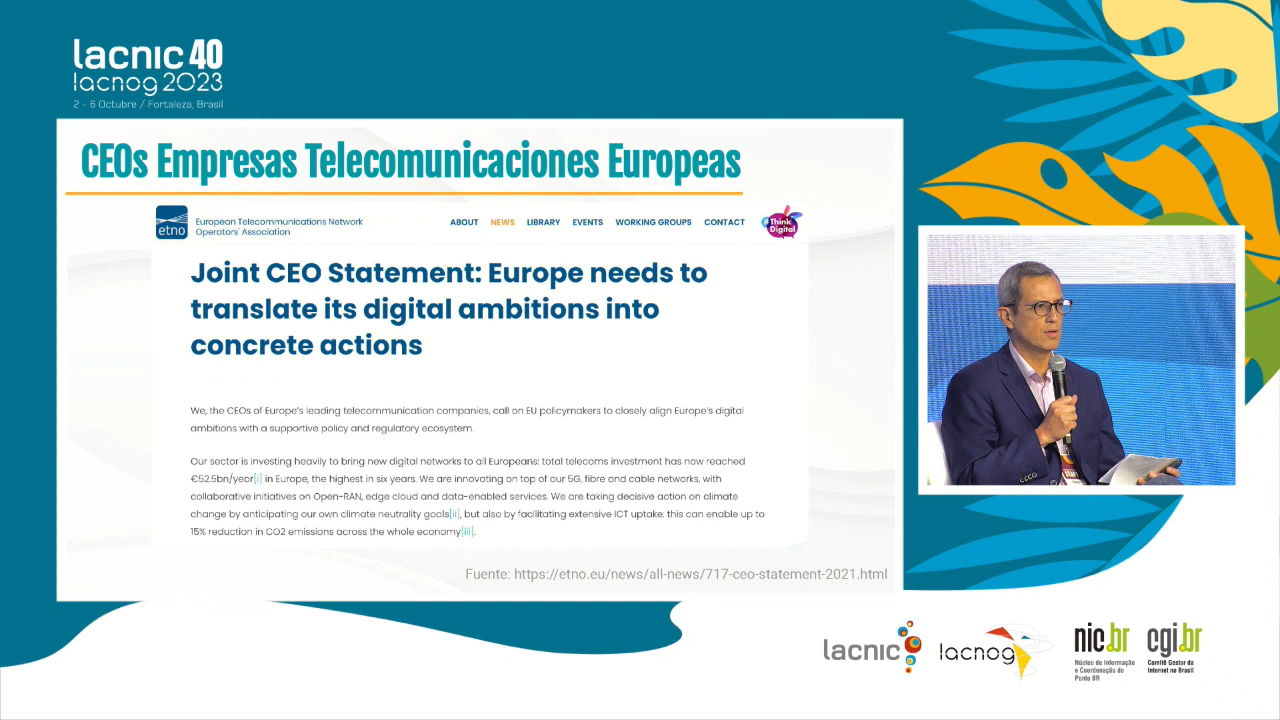 lacnic 40
lacnog 2023
2 - 6 Octubre / Fortaleza, Brasil
CEOs Empresas Telecomunicaciones Europeas
etno
European Telecommunications Network
Operators' Association
ABOUT NEWS LIBRARY EVENTS WORKING GROUPS CONTACT
#Think
Digital
Joint CEO Statement: Europe needs to
translate its digital ambitions into
concrete actions
We, the CEOs of Europe's leading telecommunication companies, call on EU policymakers to closely align Europe's digital
ambitions with a supportive policy and regulatory ecosystem.
Our sector is investing heavily to bring new digital networks to all Europeans: total telecoms investment has now reached
€52.5bn/year[i] in Europe, the highest in six years. We are innovating on top of our 5G, fibre and cable networks, with
collaborative initiatives on Open-RAN, edge cloud and data-enabled services. We are taking decisive action on climate
change by anticipating our own climate neutrality goals[ii], but also by facilitating extensive ICT uptake: this can enable up to
15% reduction in CO2 emissions across the whole economy[iii].
Fuente: https://etno.eu/news/all-news/717-ceo-statement-2021.html
lacnic
lacnog
nic.br
Núcleo de Informação
e Coordenação do
Ponto BR
cgi.br
Comitê Gestor da
Internet no Brasil